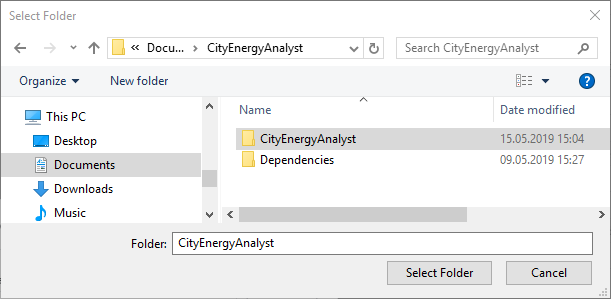 Select Folder
« Docu... CityEnergyAnalyst Search CityEnergyAnalyst
Organize New folder ?
This PC
Desktop
Documents
Downloads
Music
Name Date modified
CityEnergyAnalyst 15.05.2019 15:04
Dependencies 09.05.2019 15:27
Folder: CityEnergyAnalyst
Select Folder Cancel